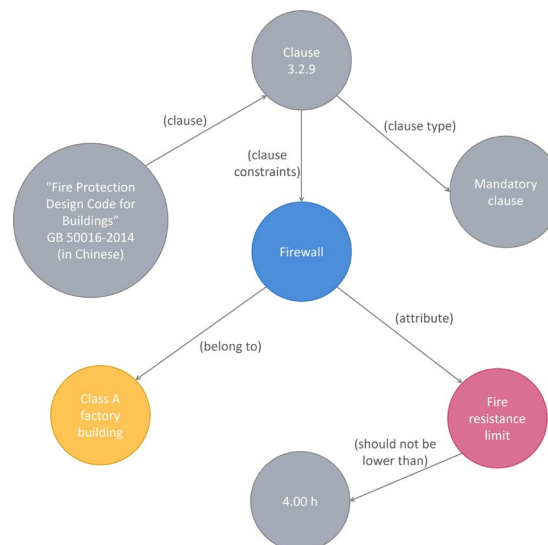 Clause
3.2.9
(clause)
(clause type)
(clause
constraints)
"Fire Protection
Design Code for
Buildings”
GB 50016-2014
(in Chinese)
Mandatory
clause
Firewall
(belong to)
(attribute)
Class A
factory
building
Fire
resistance
limit
(should not be
lower than)
4.00 h